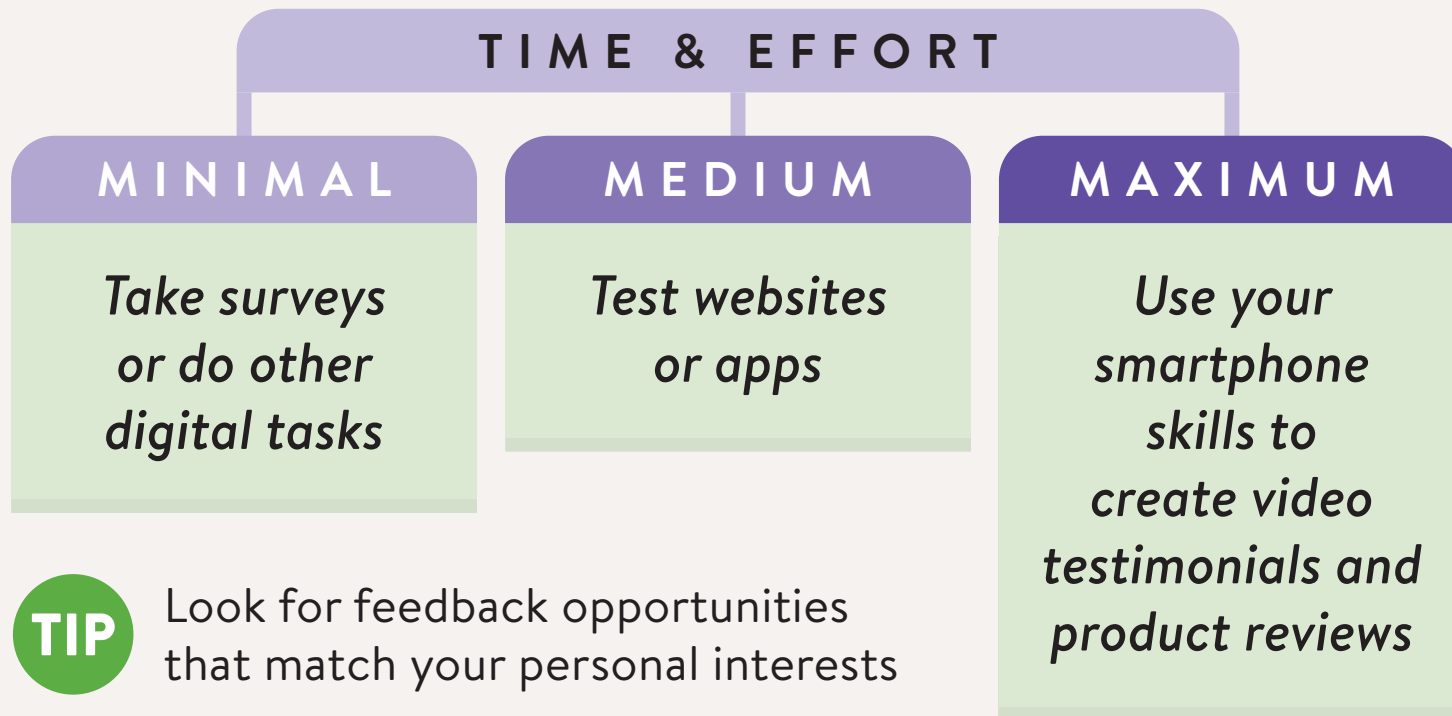 TIME & EFFORT
MINIMAL
Take surveys
or do other
digital tasks
MEDIUM
Test websites
or apps
MAXIMUM
Use your
smartphone
skills to
create video
testimonials and
product reviews
TIP
Look for feedback opportunities
that match your personal interests